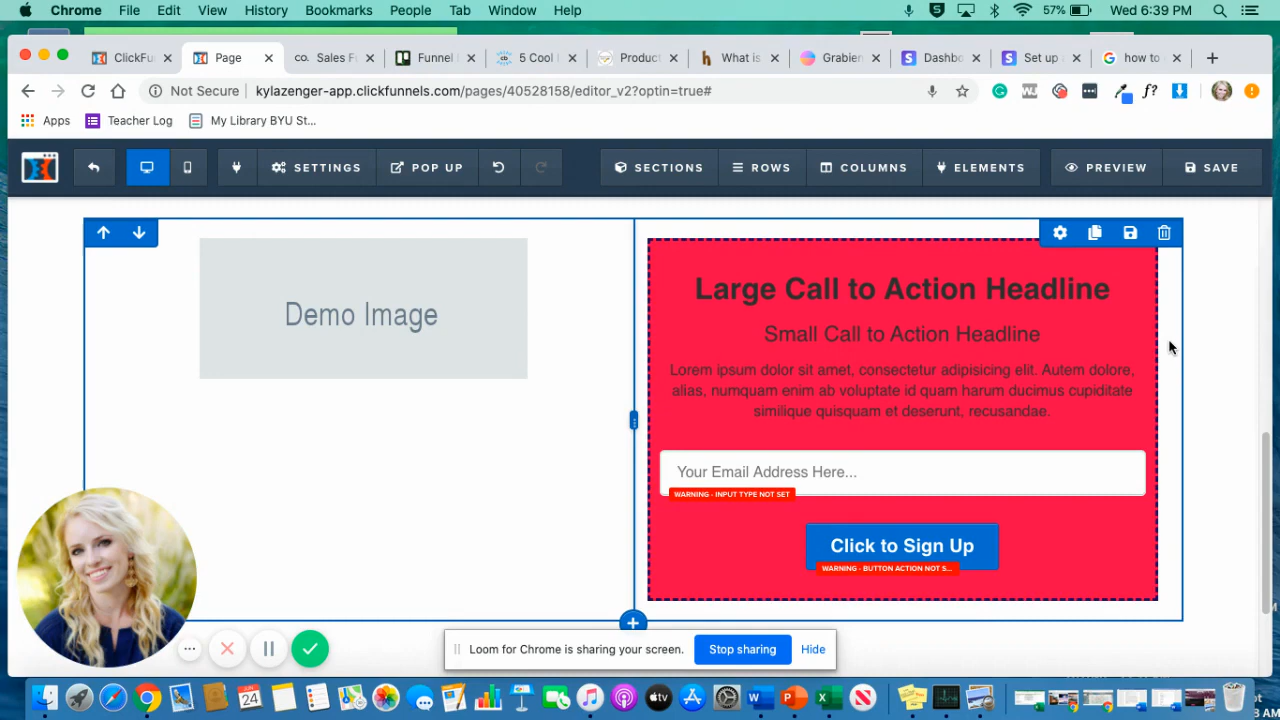 Chrome File Edit View History Bookmarks People Tab Window Help 57% Wed 6:39 PM
ClickFun Page co. Sales F Funnel 5 Cool Product What is Grabien Dashbo Set up a how to
Not Secure kylazenger-app.clickfunnels.com/pages/40528158/editor_v2?optin=true# f?
Apps Teacher Log My Library BYU St...
SETTINGS POP UP SECTIONS ROWS COLUMNS ELEMENTS PREVIEW SAVE
Demo Image
Large Call to Action Headline
Small Call to Action Headline
Lorem ipsum dolor sit amet, consectetur adipisicing elit. Autem dolore,
alias, numquam enim ab voluptate id quam harum ducimus cupiditate
similique quisquam et deserunt, recusandae.
Your Email Address Here...
WARNING - INPUT TYPE NOT SET
Click to Sign Up
WARNING - BUTTON ACTION NOT S...
Loom for Chrome is sharing your screen. Stop sharing Hide
24